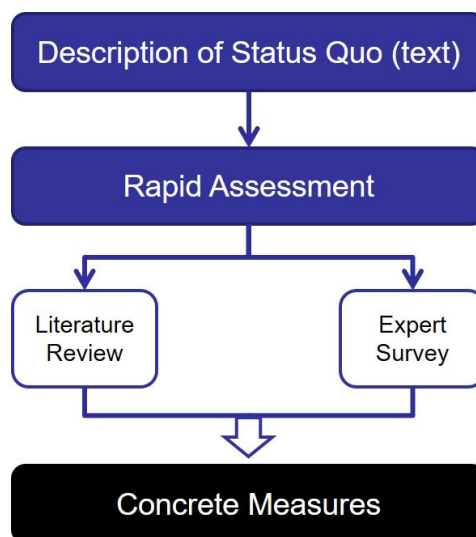 Description of Status Quo (text)
Rapid Assessment
Literature
Review
Expert
Survey
Concrete Measures